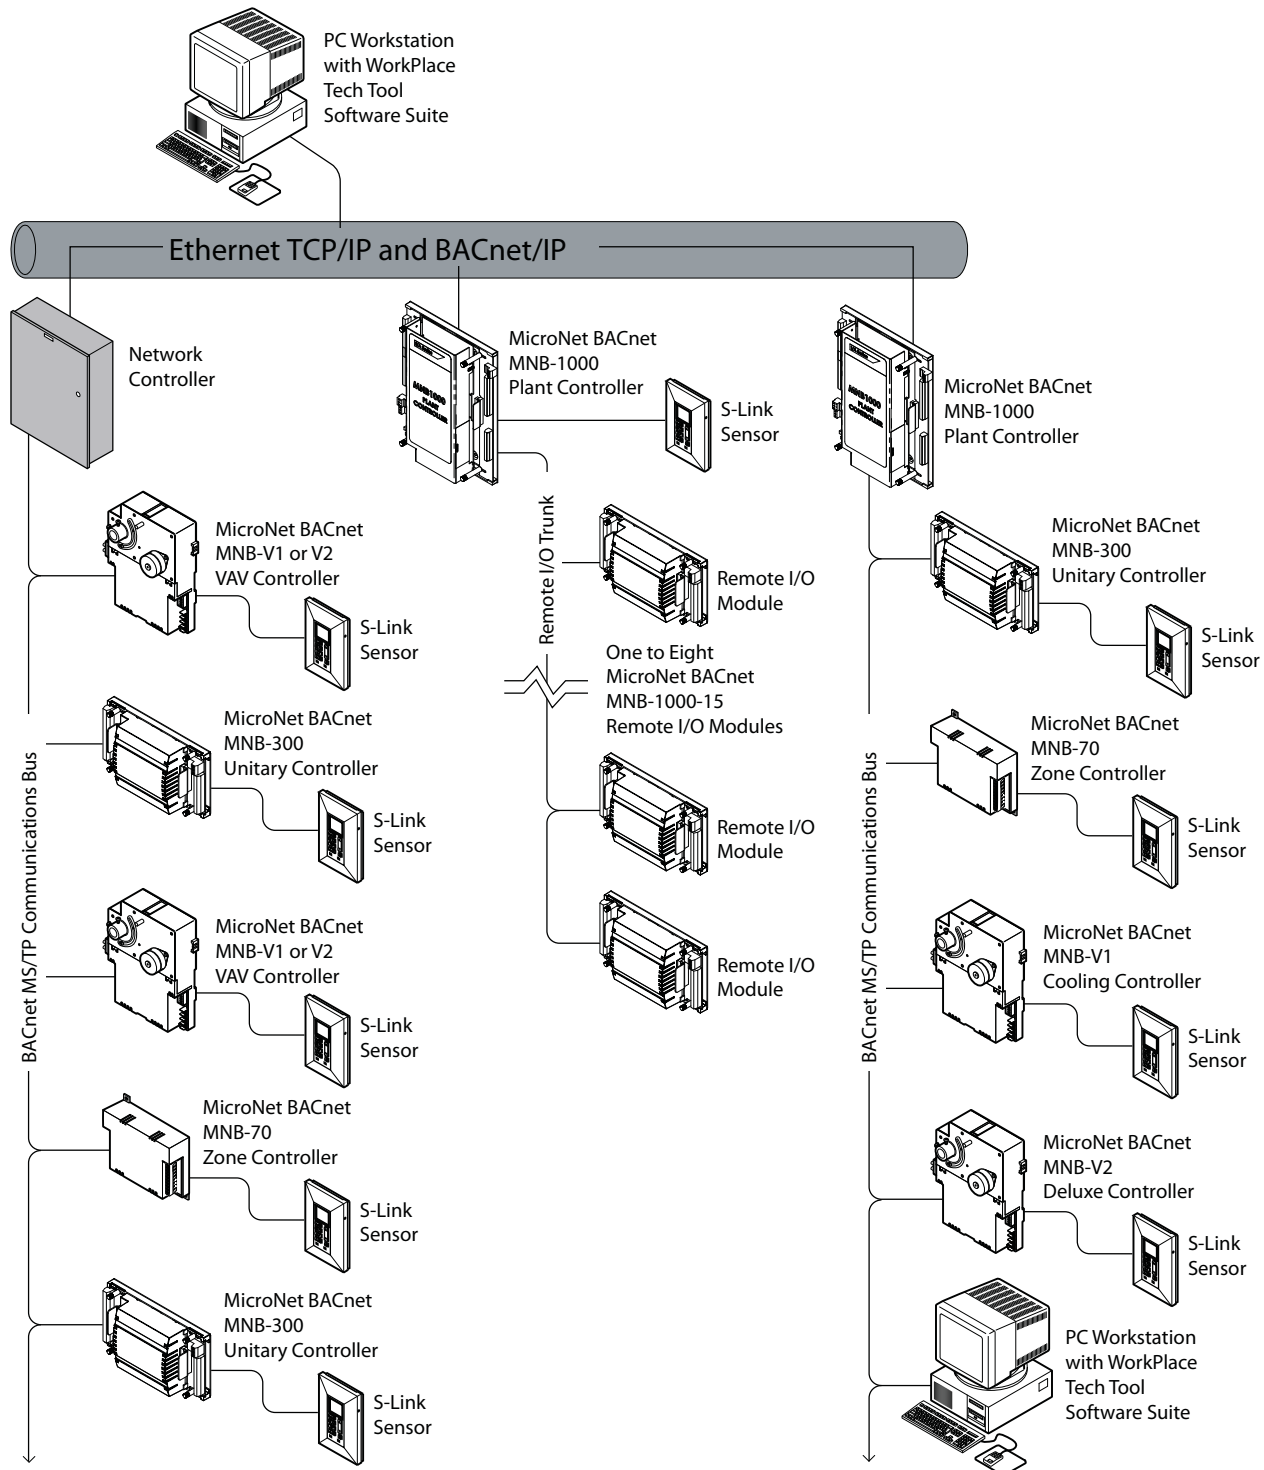 PC Workstation
with WorkPlace
Tech Tool
Software Suite
Ethernet TCP/IP and BACnet/IP
Network
Controller
MicroNet BACnet
MNB-1000
Plant Controller
MNB1000
PLANT
CONTROLLER
S-Link
Sensor
MNB1000
PLANT
CONTROLLER
MicroNet BACnet
MNB-1000
Plant Controller
BACnet MS/TP Communications Bus
MicroNet BACnet
MNB-V1 or V2
VAV Controller
S-Link
Sensor
MicroNet BACnet
MNB-300
Unitary Controller
S-Link
Sensor
MicroNet BACnet
MNB-V1 or V2
VAV Controller
S-Link
Sensor
MicroNet BACnet
MNB-70
Zone Controller
S-Link
Sensor
MicroNet BACnet
MNB-300
Unitary Controller
S-Link
Sensor
Remote I/O Trunk
Remote I/O
Module
One to Eight
MicroNet BACnet
MNB-1000-15
Remote I/O Modules
Remote I/O
Module
Remote I/O
Module
BACnet MS/TP Communications Bus
MicroNet BACnet
MNB-300
Unitary Controller
S-Link
Sensor
MicroNet BACnet
MNB-70
Zone Controller
S-Link
Sensor
MicroNet BACnet
MNB-V1
Cooling Controller
S-Link
Sensor
MicroNet BACnet
MNB-V2
Deluxe Controller
S-Link
Sensor
PC Workstation
with WorkPlace
Tech Tool
Software Suite